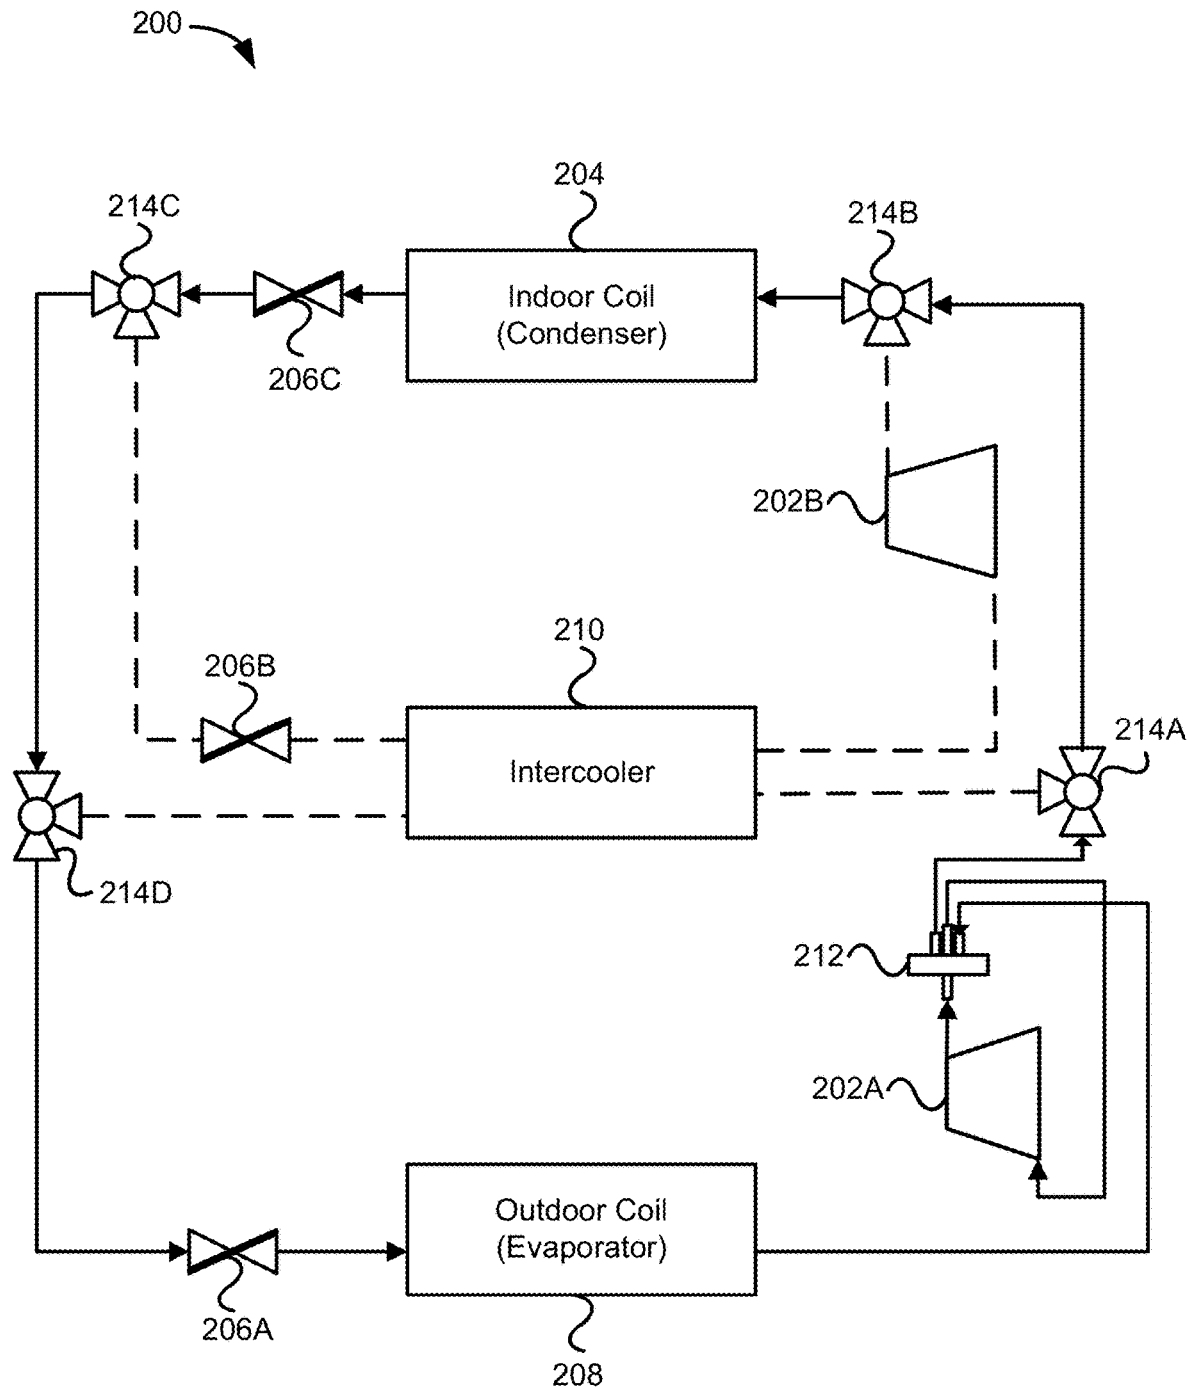 200
204
214C
214B
Indoor Coil
(Condenser)
206C
202B
210
206B
214A
Intercooler
214D
212
202A
Outdoor Coil
(Evaporator)
206A
208